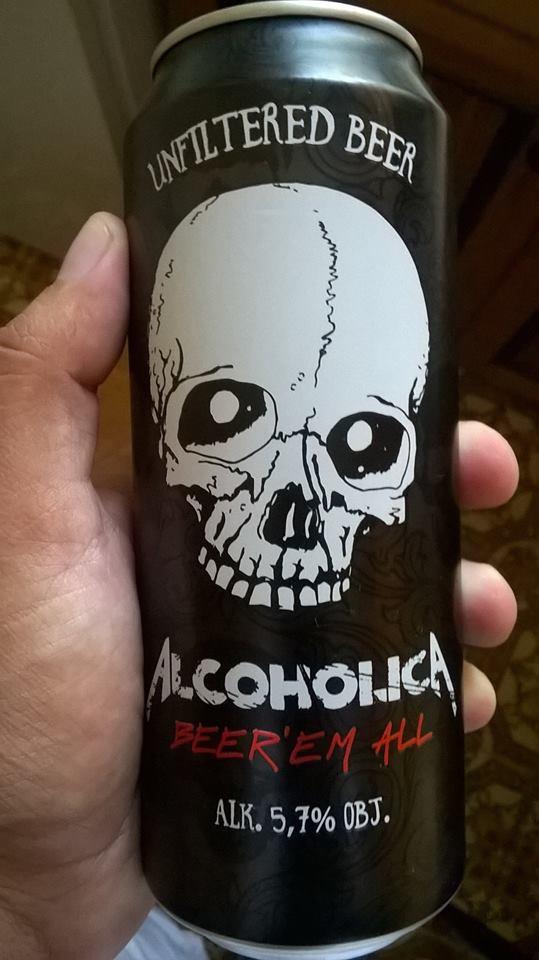 UNFILTERED BEER
ALCOHOLICA
BEER'EM ALL
ALK. 5,7% OBJ.